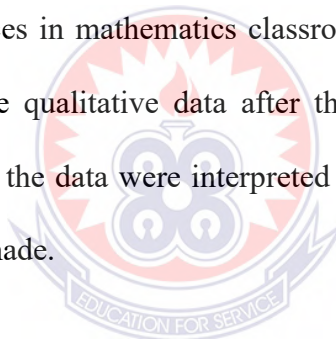 es in mathematics classro
e qualitative data after th
the data were interpreted
nade.
EDUCATION FOR SERVICE